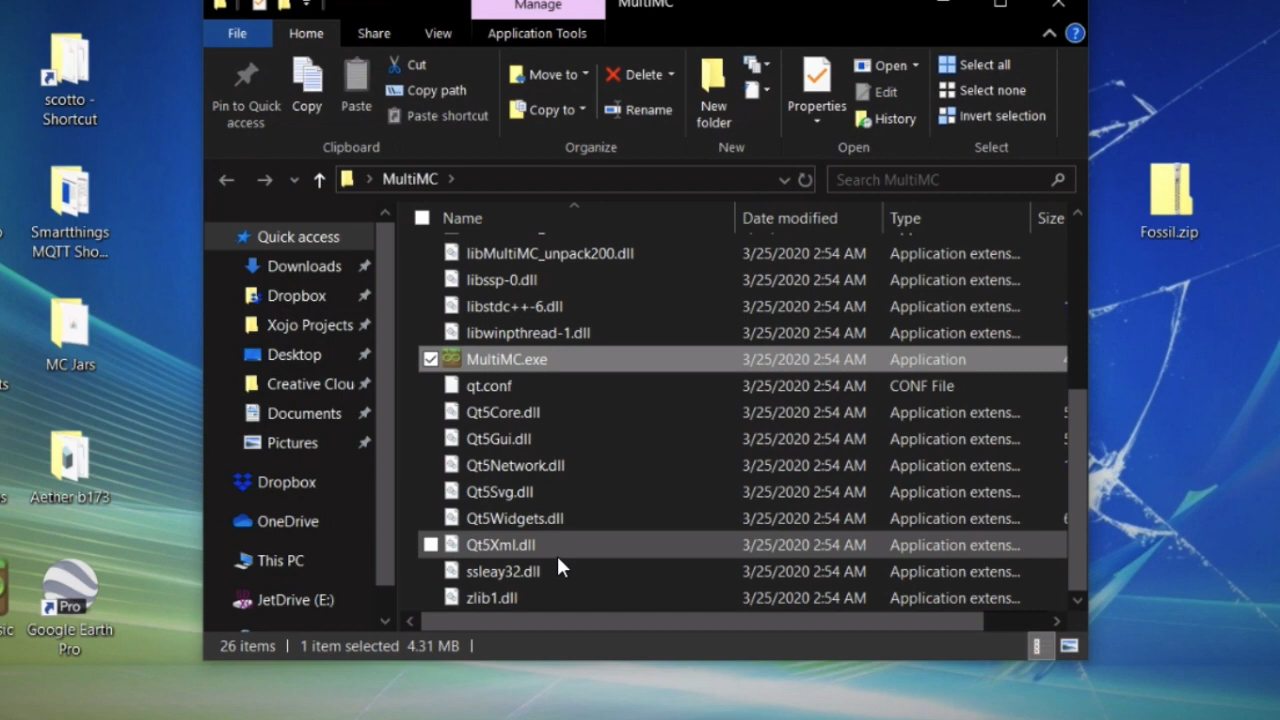 Manage
MultiMC
File
Home
Share
View
Application Tools
Pin to Quick
access
Copy
Paste
Cut
Copy path
Paste shortcut
Clipboard
Move to
Copy to
Delete
Rename
Organize
New
folder
New
Properties
Open
Edit
History
Open
Select all
Select none
Invert selection
Select
MultiMC
Search MultiMC
Quick access
Downloads
Dropbox
Xojo Projects
Desktop
Creative Clou
Documents
Pictures
Dropbox
OneDrive
This PC
JetDrive (E:)
Name Date modified Type Size
libMultiMC_unpack200.dll 3/25/2020 2:54 AM Application extens...
libssp-0.dll 3/25/2020 2:54 AM Application extens...
libstdc++-6.dll 3/25/2020 2:54 AM Application extens...
libwinpthread-1.dll 3/25/2020 2:54 AM Application extens...
MultiMC.exe 3/25/2020 2:54 AM Application
qt.conf 3/25/2020 2:54 AM CONF File
Qt5Core.dll 3/25/2020 2:54 AM Application extens...
Qt5Gui.dll 3/25/2020 2:54 AM Application extens...
Qt5Network.dll 3/25/2020 2:54 AM Application extens...
Qt5Svg.dll 3/25/2020 2:54 AM Application extens...
Qt5Widgets.dll 3/25/2020 2:54 AM Application extens...
Qt5Xml.dll 3/25/2020 2:54 AM Application extens...
ssleay32.dll 3/25/2020 2:54 AM Application extens...
zlib1.dll 3/25/2020 2:54 AM Application extens...
26 items 1 item selected 4.31 MB
scotto -
Shortcut
Smartthings
MQTT Sho...
MC Jars
Aether b173
Pro
Google Earth
Pro
Fossil.zip